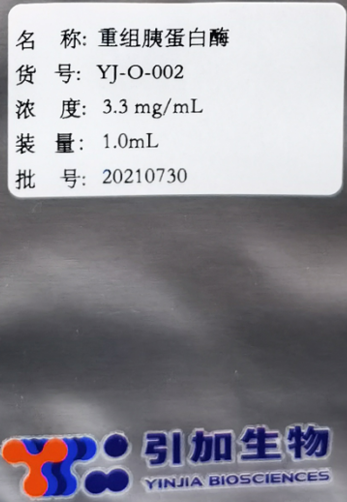 名 称: 重组胰蛋白酶
货 号: YJ-O-002
浓 度: 3.3 mg/mL
装 量: 1.0mL
批 号: 20210730
引加生物
YINJIA BIOSCIENCES